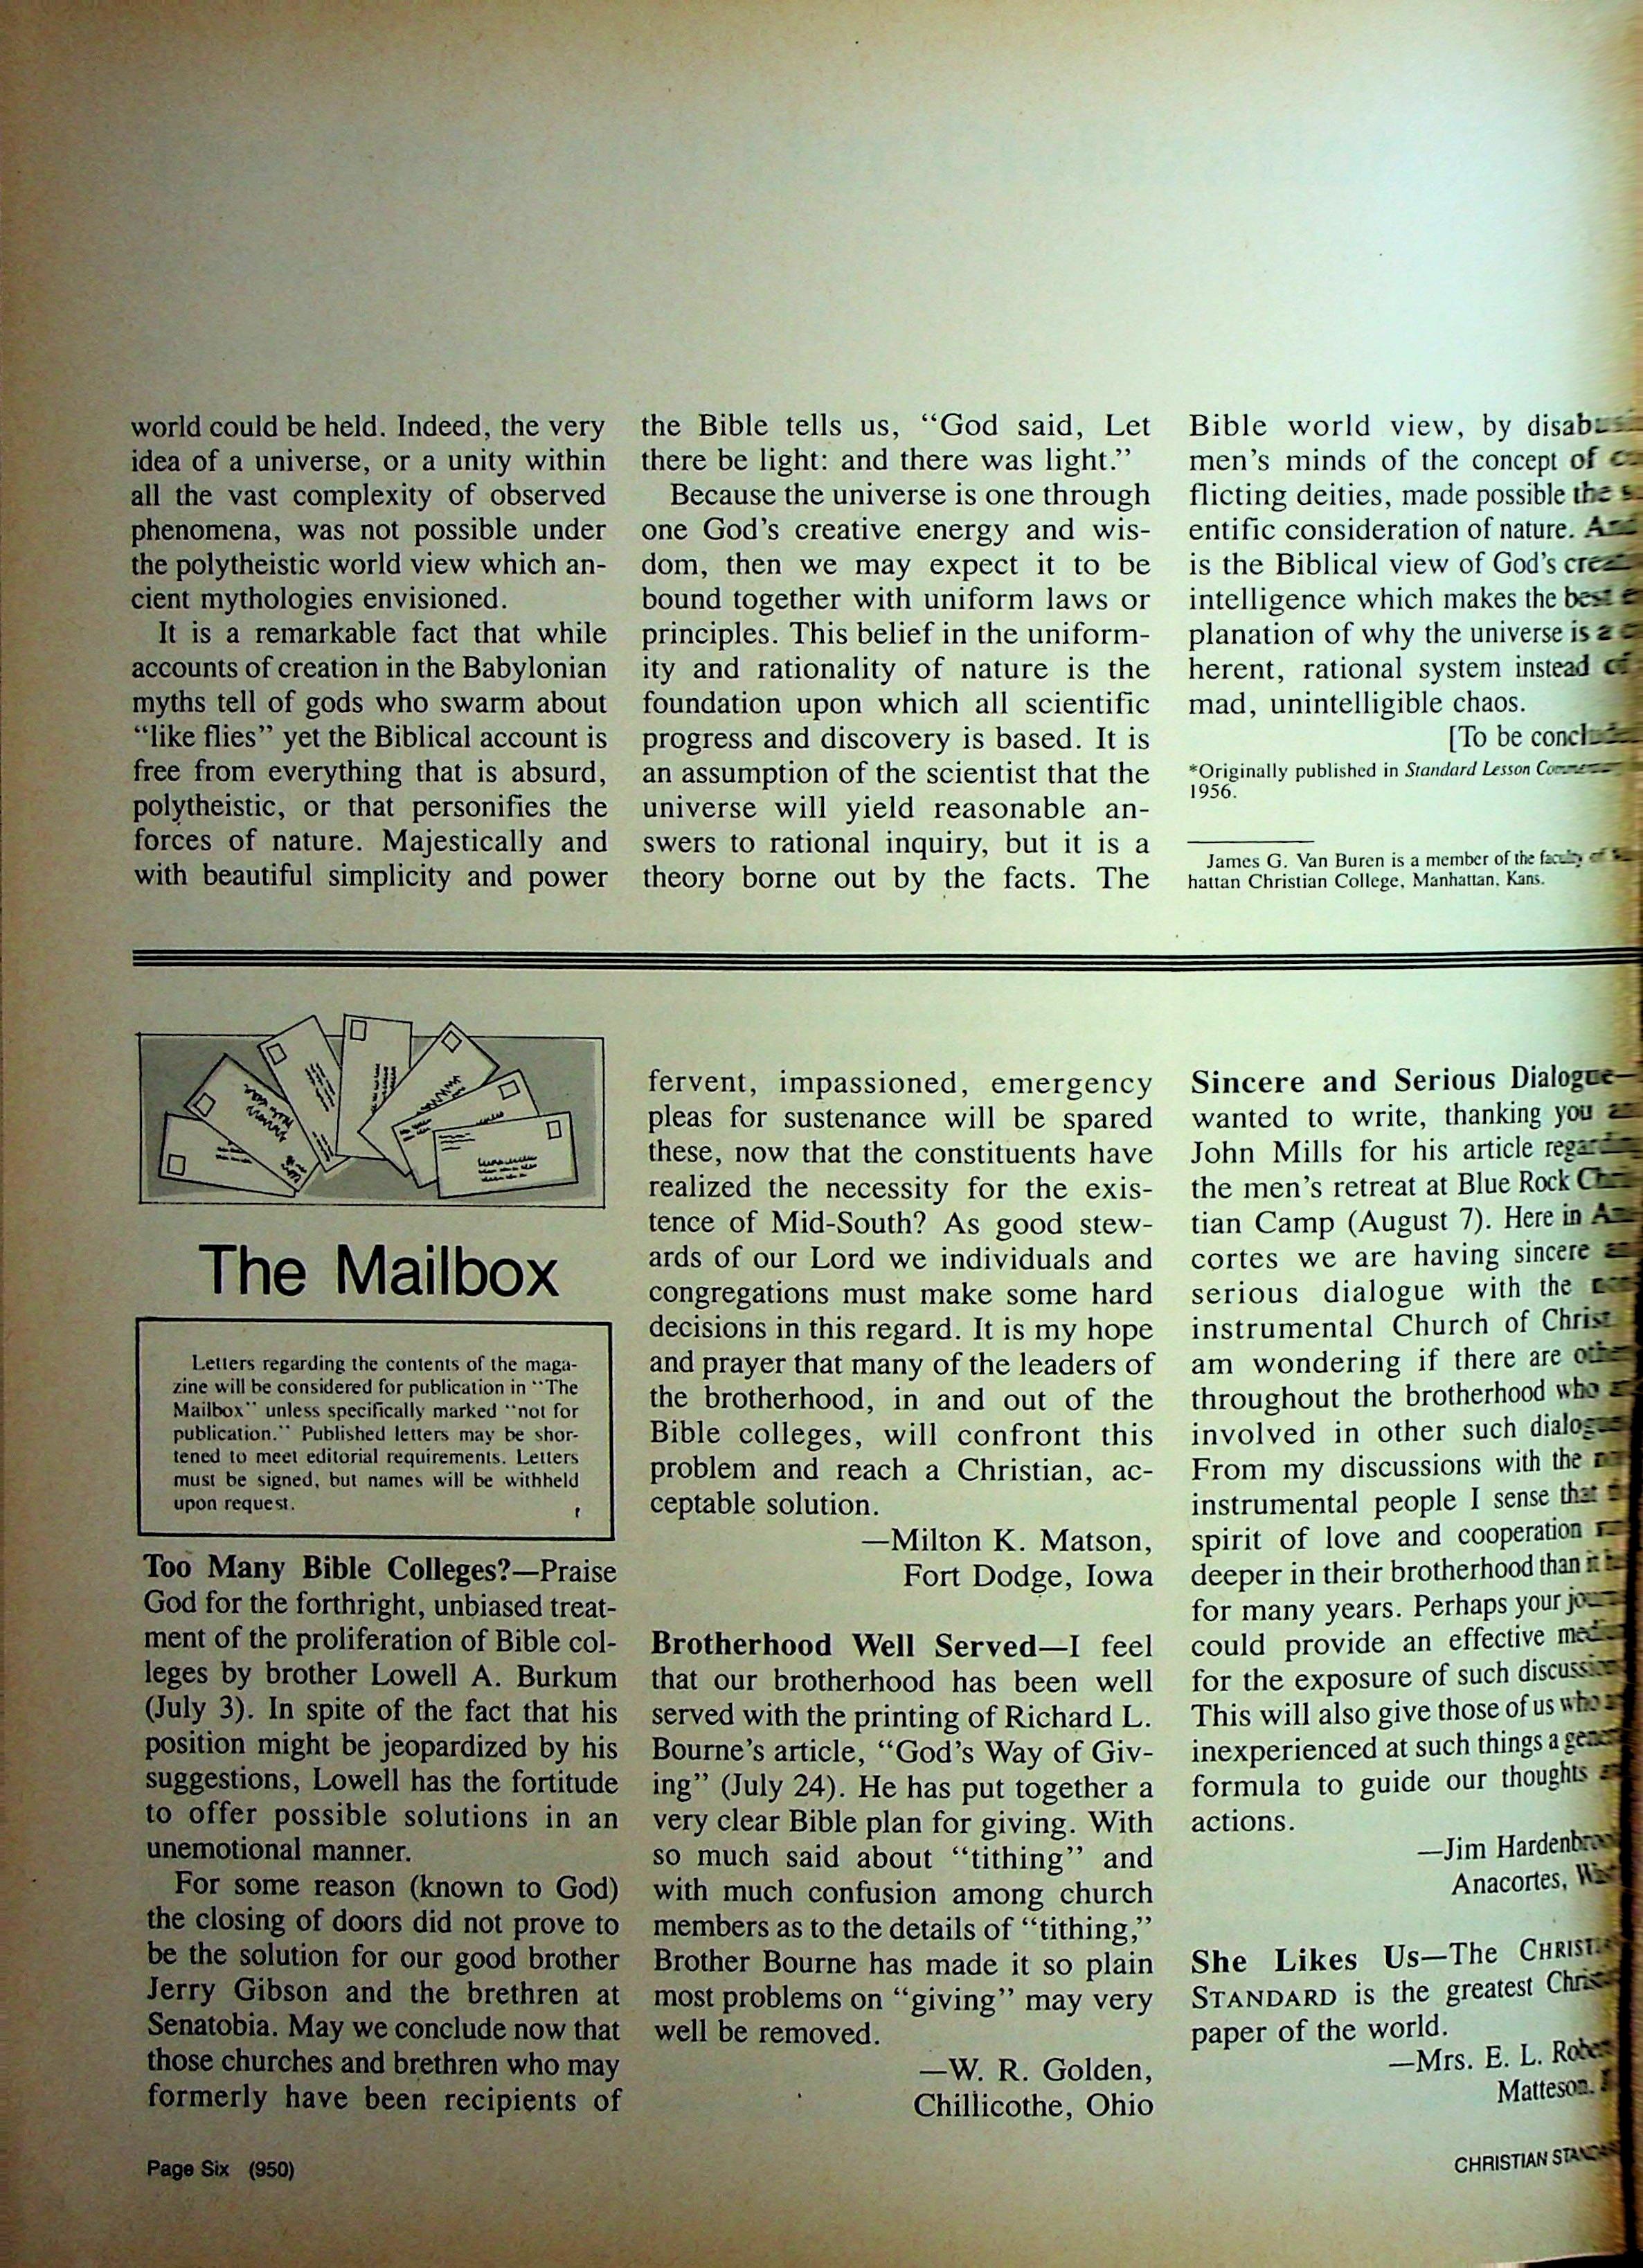 world could be held. Indeed, the very
idea of a universe, or a unity within
all the vast complexity of observed
phenomena, was not possible under
the polytheistic world view which an-
cient mythologies envisioned.
It is a remarkable fact that while
accounts of creation in the Babylonian
myths tell of gods who swarm about
“like flies” yet the Biblical account is
free from everything that is absurd,
polytheistic, or that personifies the
forces of nature. Majestically and
with beautiful simplicity and power
the Bible tells us, “God said, Let
there be light: and there was light.”
Because the universe is one through
one God’s creative energy and wis-
dom, then we may expect it to be
bound together with uniform laws or
principles. This belief in the uniform-
ity and rationality of nature is the
foundation upon which all scientific
progress and discovery is based. It is
an assumption of the scientist that the
universe will yield reasonable an-
swers to rational inquiry, but it is a
theory borne out by the facts. The
Bible world view, by
men’s minds of the concept of
flicting deities, made possible the
entific consideration of nature.
is the Biblical view of God’s
intelligence which makes the best
planation of why the universe is a
herent, rational system instead of
mad, unintelligible chaos.
[To be
*Originally published in Standard Lesson
1956.
James G. Van Buren is a member of the faculty of
hattan Christian College, Manhattan, Kans.
The Mailbox
Letters regarding the contents of the maga-
zine will be considered for publication in “The
Mailbox” unless specifically marked “not for
publication.” Published letters may be shor-
tened to meet editorial requirements. Letters
must be signed, but names will be withheld
upon request.
Too Many Bible Colleges?—Praise
God for the forthright, unbiased treat-
ment of the proliferation of Bible col-
leges by brother Lowell A. Burkum
(July 3). In spite of the fact that his
position might be jeopardized by his
suggestions, Lowell has the fortitude
to offer possible solutions in an
unemotional manner.
For some reason (known to God)
the closing of doors did not prove to
be the solution for our good brother
Jerry Gibson and the brethren at
Senatobia. May we conclude now that
those churches and brethren who may
formerly have been recipients of
fervent, impassioned, emergency
pleas for sustenance will be spared
these, now that the constituents have
realized the necessity for the exis-
tence of Mid-South? As good stew-
ards of our Lord we individuals and
congregations must make some hard
decisions in this regard. It is my hope
and prayer that many of the leaders of
the brotherhood, in and out of the
Bible colleges, will confront this
problem and reach a Christian, ac-
ceptable solution.
—Milton K. Matson,
Fort Dodge, Iowa
Brotherhood Well Served—I feel
that our brotherhood has been well
served with the printing of Richard L.
Bourne’s article, “God’s Way of Giv-
ing” (July 24). He has put together a
very clear Bible plan for giving. With
so much said about “tithing” and
with much confusion among church
members as to the details of “tithing,”
Brother Bourne has made it so plain
most problems on “giving” may very
well be removed.
—W. R. Golden,
Chillicothe, Ohio
Sincere and Serious Dialogue—
wanted to write, thanking you
John Mills for his article
the men’s retreat at Blue Rock
tian Camp (August 7). Here in
cortes we are having sincere
serious dialogue with the
instrumental Church of Christ
am wondering if there are
throughout the brotherhood who
involved in other such
From my discussions with the
instrumental people I sense that
spirit of love and cooperation
deeper in their brotherhood than it
for many years. Perhaps your
could provide an effective
for the exposure of such
This will also give those of us who
inexperienced at such things a
formula to guide our thoughts
actions.
—Jim
Anacortes,
She Likes Us—The
STANDARD is the greatest
paper of the world.
—Mrs. E. L.
Matteson,
Page Six (950)
CHRISTIAN